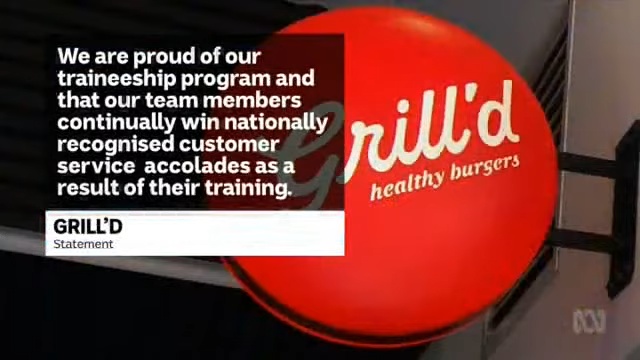 We are proud of our
traineeship program and
that our team members
continually win nationally
recognised customer
service accolades as a
result of their training.
GRILL'D
Statement
Grill'd
healthy burgers
ABC